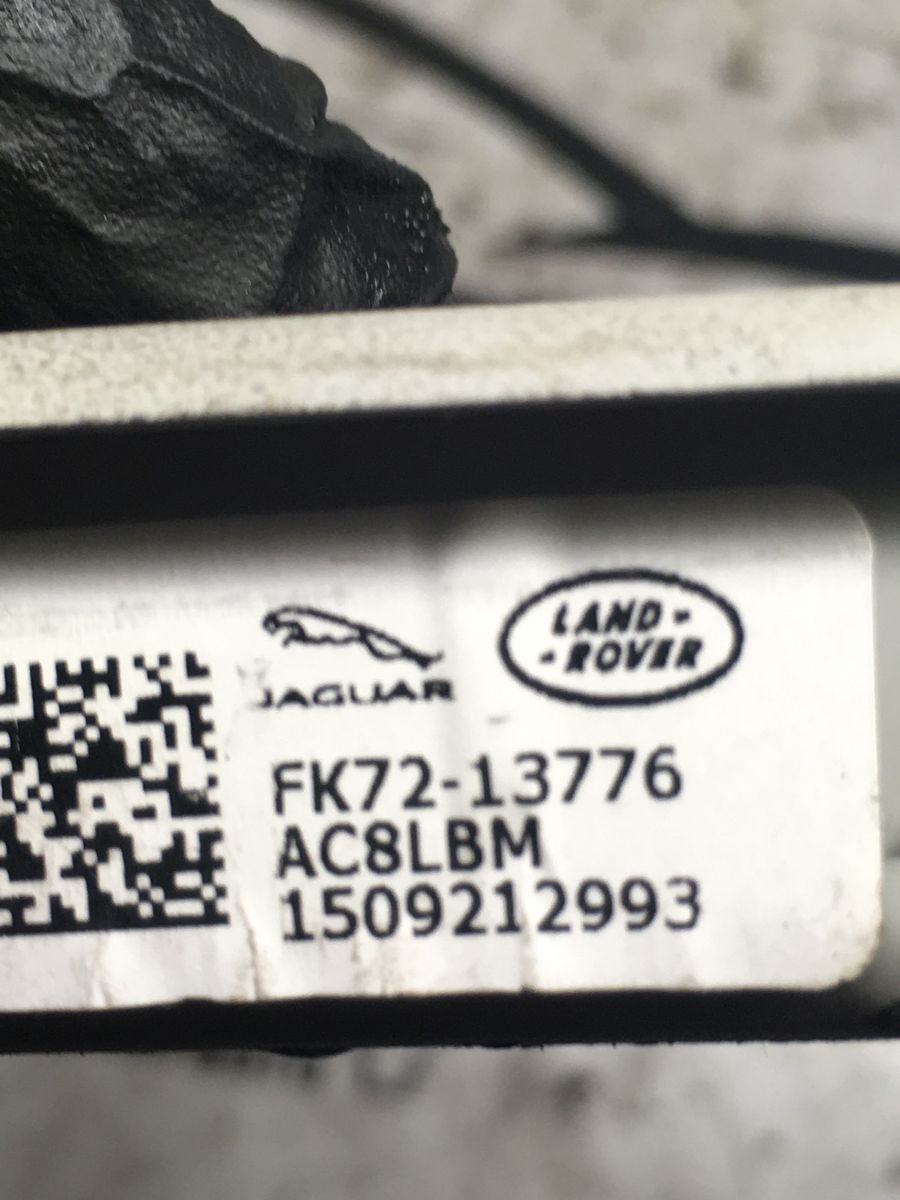 JAGUAR
LAND-
-ROVER
FK72-13776
AC8LBM
1509212993